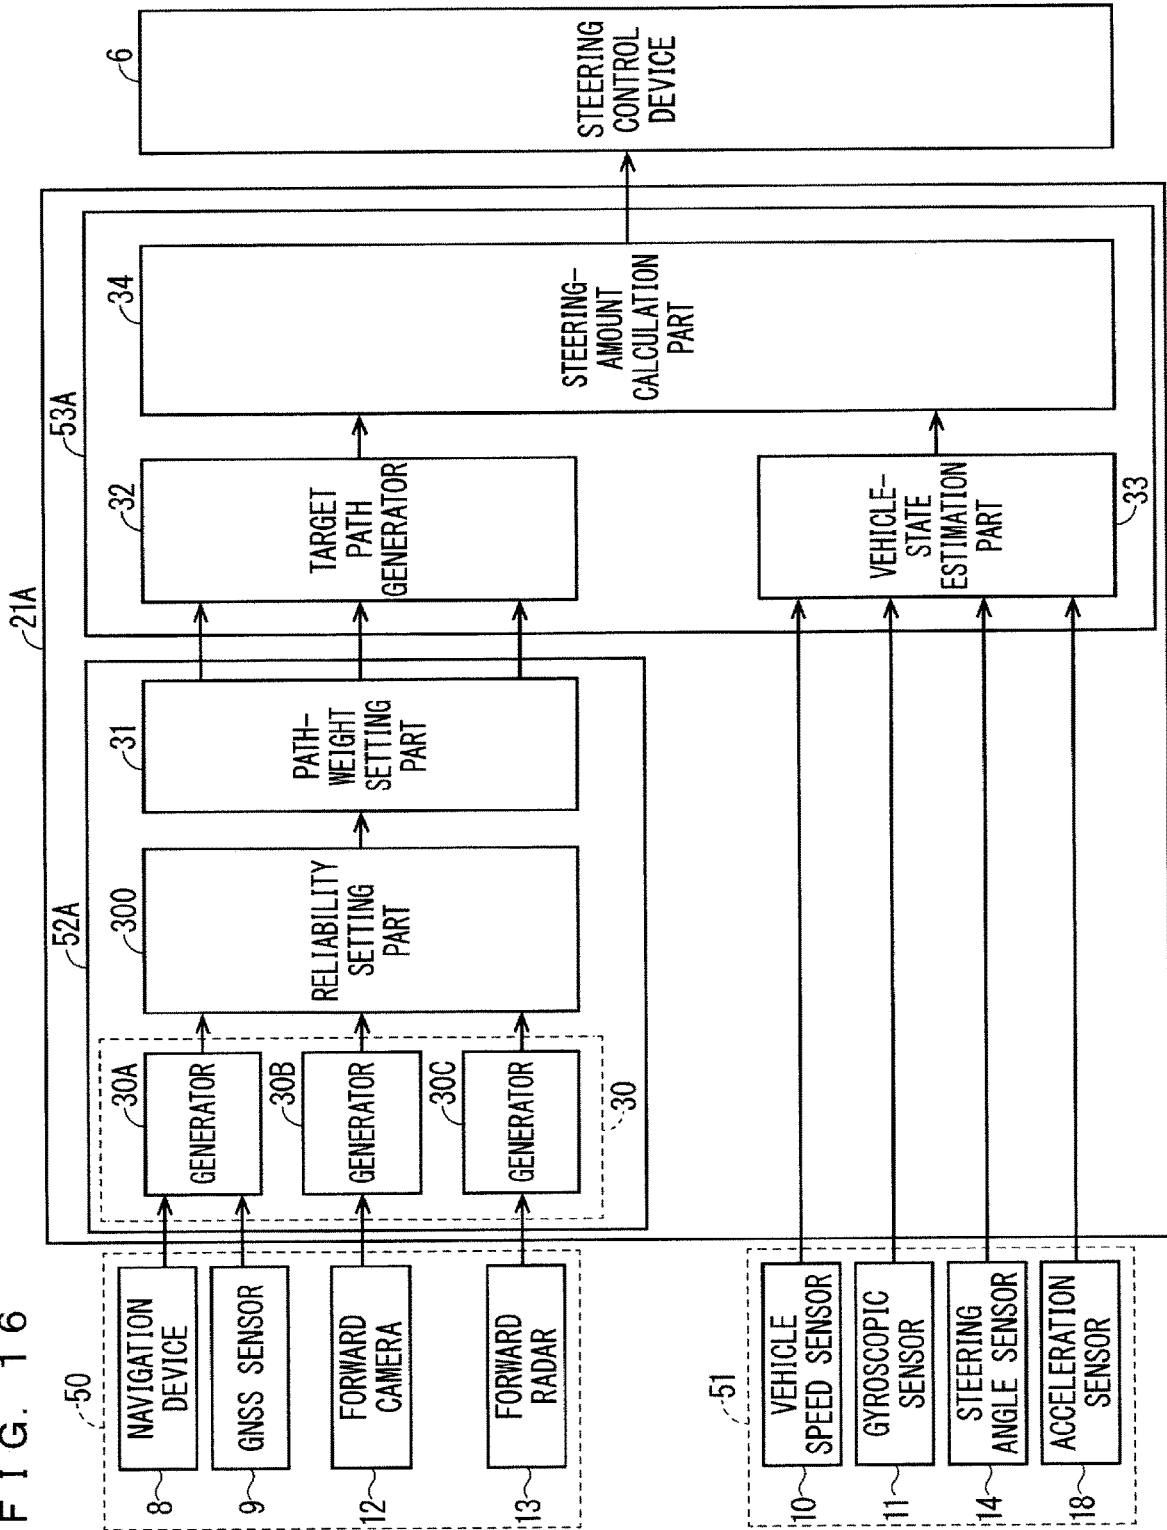 FIG. 16
50
NAVIGATION
DEVICE
8
GNSS SENSOR
9
FORWARD
CAMERA
12
FORWARD
RADAR
13
51
VEHICLE
SPEED SENSOR
10
GYROSCOPIC
SENSOR
11
STEERING
ANGLE SENSOR
14
ACCELERATION
SENSOR
18
21A
52A
30A
GENERATOR
30B
GENERATOR
30C
GENERATOR
30
300
RELIABILITY
SETTING
PART
31
PATH-
WEIGHT
SETTING
PART
53A
32
TARGET
PATH
GENERATOR
VEHICLE-
STATE
ESTIMATION
PART
33
34
STEERING-
AMOUNT
CALCULATION
PART
6
STEERING
CONTROL
DEVICE